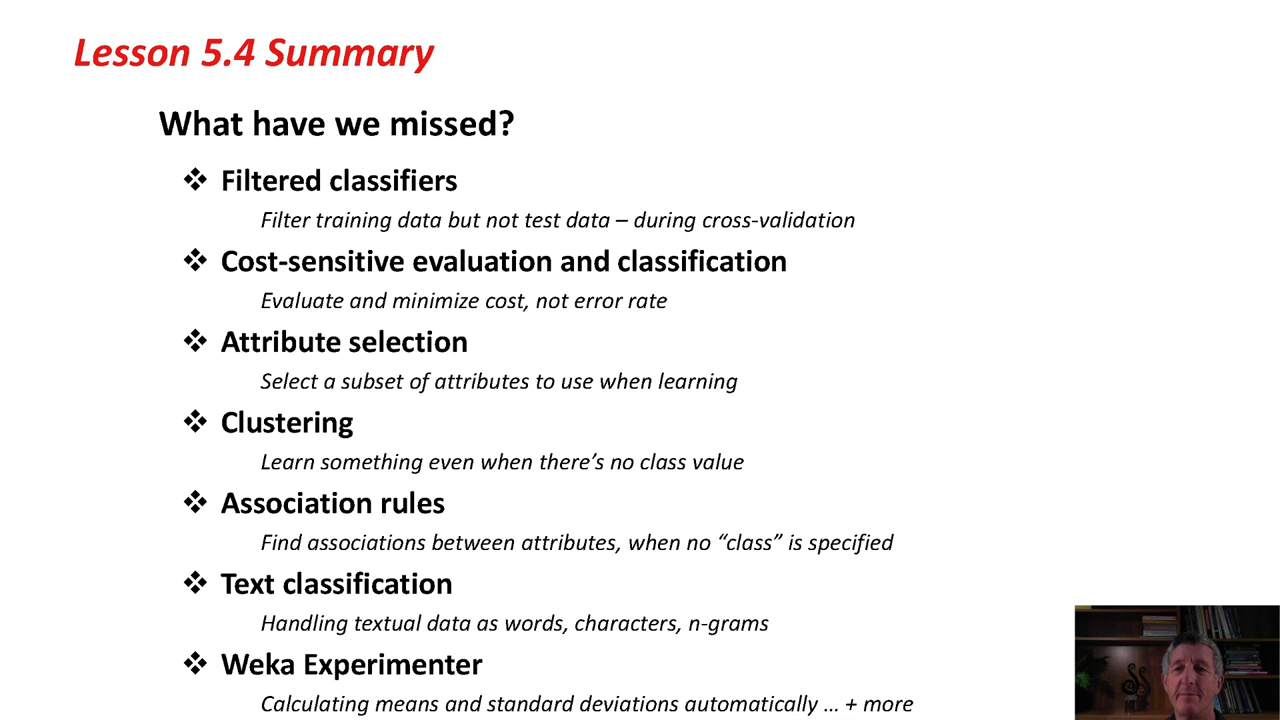 Lesson 5.4 Summary
What have we missed?
❖ Filtered classifiers
Filter training data but not test data – during cross-validation
❖ Cost-sensitive evaluation and classification
Evaluate and minimize cost, not error rate
❖ Attribute selection
Select a subset of attributes to use when learning
❖ Clustering
Learn something even when there’s no class value
❖ Association rules
Find associations between attributes, when no “class” is specified
❖ Text classification
Handling textual data as words, characters, n-grams
❖ Weka Experimenter
Calculating means and standard deviations automatically … + more